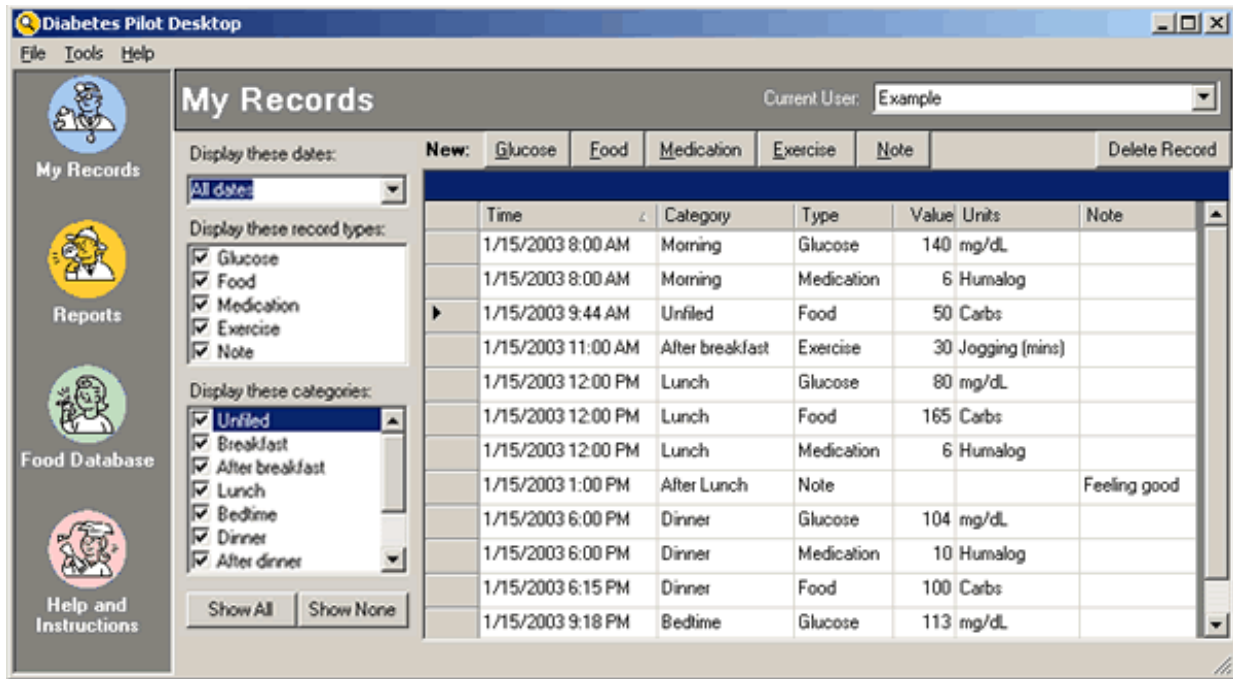 Diabetes Pilot Desktop
File Tools Help
My Records
Reports
Food Database
Help and
Instructions
My Records
Current User: Example
Display these dates:
All dates
Display these record types:
Glucose
Food
Medication
Exercise
Note
Display these categories:
Unfiled
Breakfast
After breakfast
Lunch
Bedtime
Dinner
After dinner
Show All Show None
New: Glucose Food Medication Exercise Note Delete Record
Time Category Type Value Units Note
1/15/2003 8:00 AM Morning Glucose 140 mg/dL
1/15/2003 8:00 AM Morning Medication 6 Humalog
1/15/2003 9:44 AM Unfiled Food 50 Carbs
1/15/2003 11:00 AM After breakfast Exercise 30 Jogging (mins)
1/15/2003 12:00 PM Lunch Glucose 80 mg/dL
1/15/2003 12:00 PM Lunch Food 165 Carbs
1/15/2003 12:00 PM Lunch Medication 6 Humalog
1/15/2003 1:00 PM After Lunch Note Feeling good
1/15/2003 6:00 PM Dinner Glucose 104 mg/dL
1/15/2003 6:00 PM Dinner Medication 10 Humalog
1/15/2003 6:15 PM Dinner Food 100 Carbs
1/15/2003 9:18 PM Bedtime Glucose 113 mg/dL